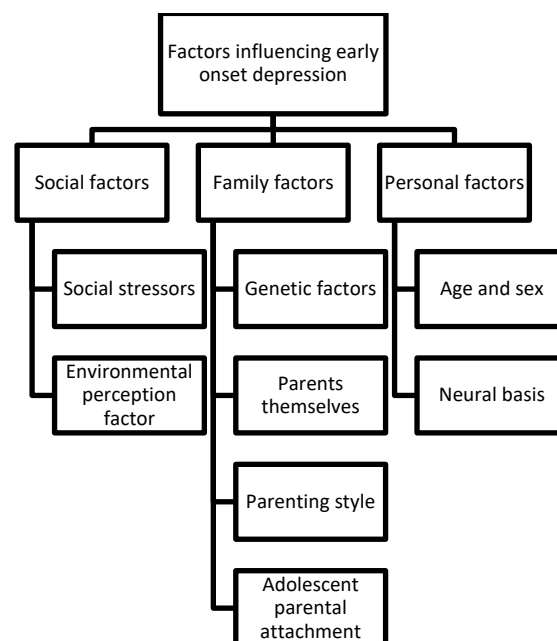 Factors influencing early
onset depression
Social factors
Family factors
Personal factors
Social stressors
Genetic factors
Age and sex
Environmental
perception
factor
Parents
themselves
Neural basis
Parenting style
Adolescent
parental
attachment